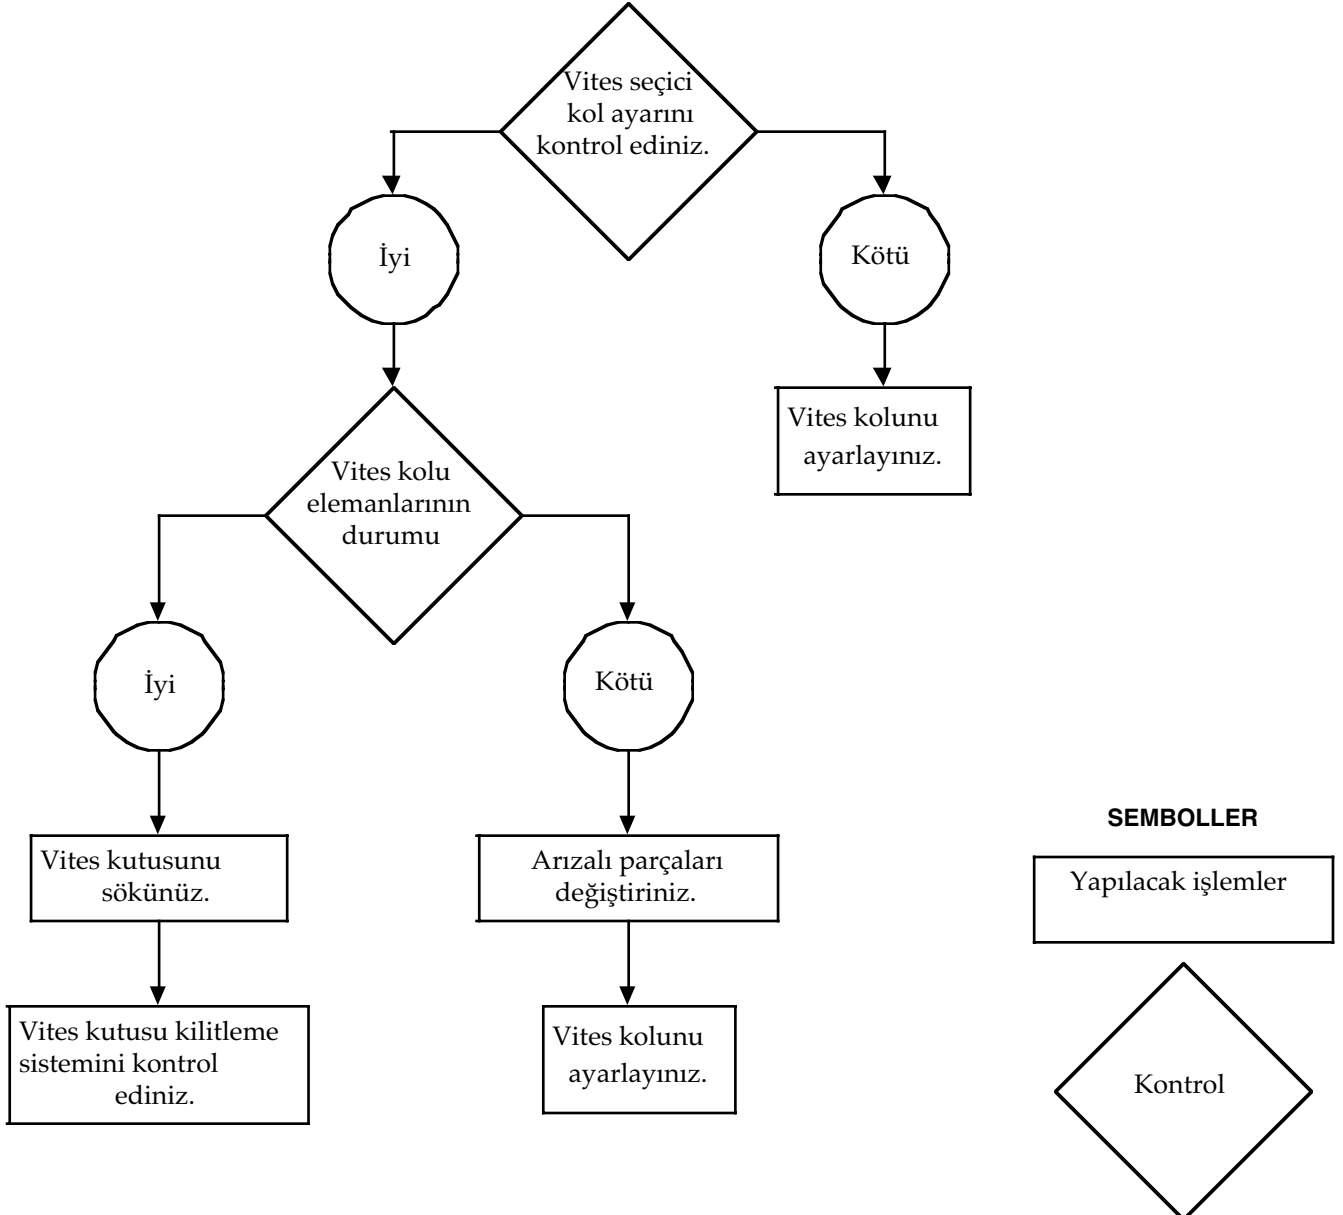 Vites seçici
kol ayarını
kontrol ediniz.
İyi
Kötü
Vites kolunu
ayarlayınız.
Vites kolu
elemanlarının
durumu
İyi
Kötü
Vites kutusunu
sökünüz.
Arızalı parçaları
değiştiriniz.
Vites kutusu kilitleme
sistemini kontrol
ediniz.
Vites kolunu
ayarlayınız.
SEMBOLLER
Yapılacak işlemler
Kontrol